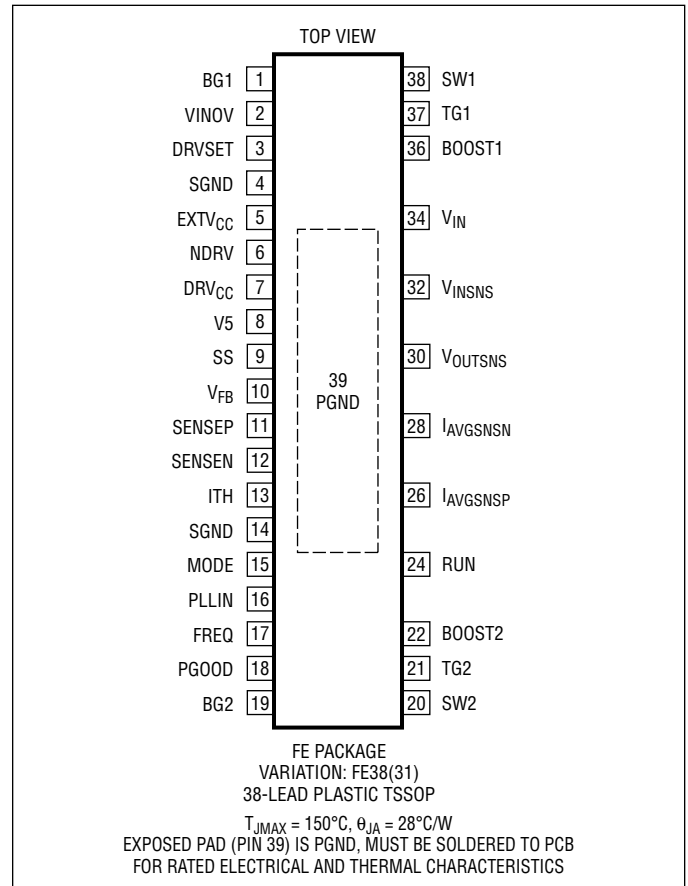 TOP VIEW
BG1 1
VINOV 2
DRVSET 3
SGND 4
EXTVCC 5
NDRV 6
DRVCC 7
V5 8
SS 9
VFB 10
SENSEP 11
SENSEN 12
ITH 13
SGND 14
MODE 15
PLLIN 16
FREQ 17
PGOOD 18
BG2 19
39
PGND
38 SW1
37 TG1
36 BOOST1
34 VIN
32 VINSNS
30 VOUTSNS
28 IAVGSNSN
26 IAVGSNSP
24 RUN
22 BOOST2
21 TG2
20 SW2
FE PACKAGE
VARIATION: FE38(31)
38-LEAD PLASTIC TSSOP
TJMAX = 150°C, θJA = 28°C/W
EXPOSED PAD (PIN 39) IS PGND, MUST BE SOLDERED TO PCB
FOR RATED ELECTRICAL AND THERMAL CHARACTERISTICS